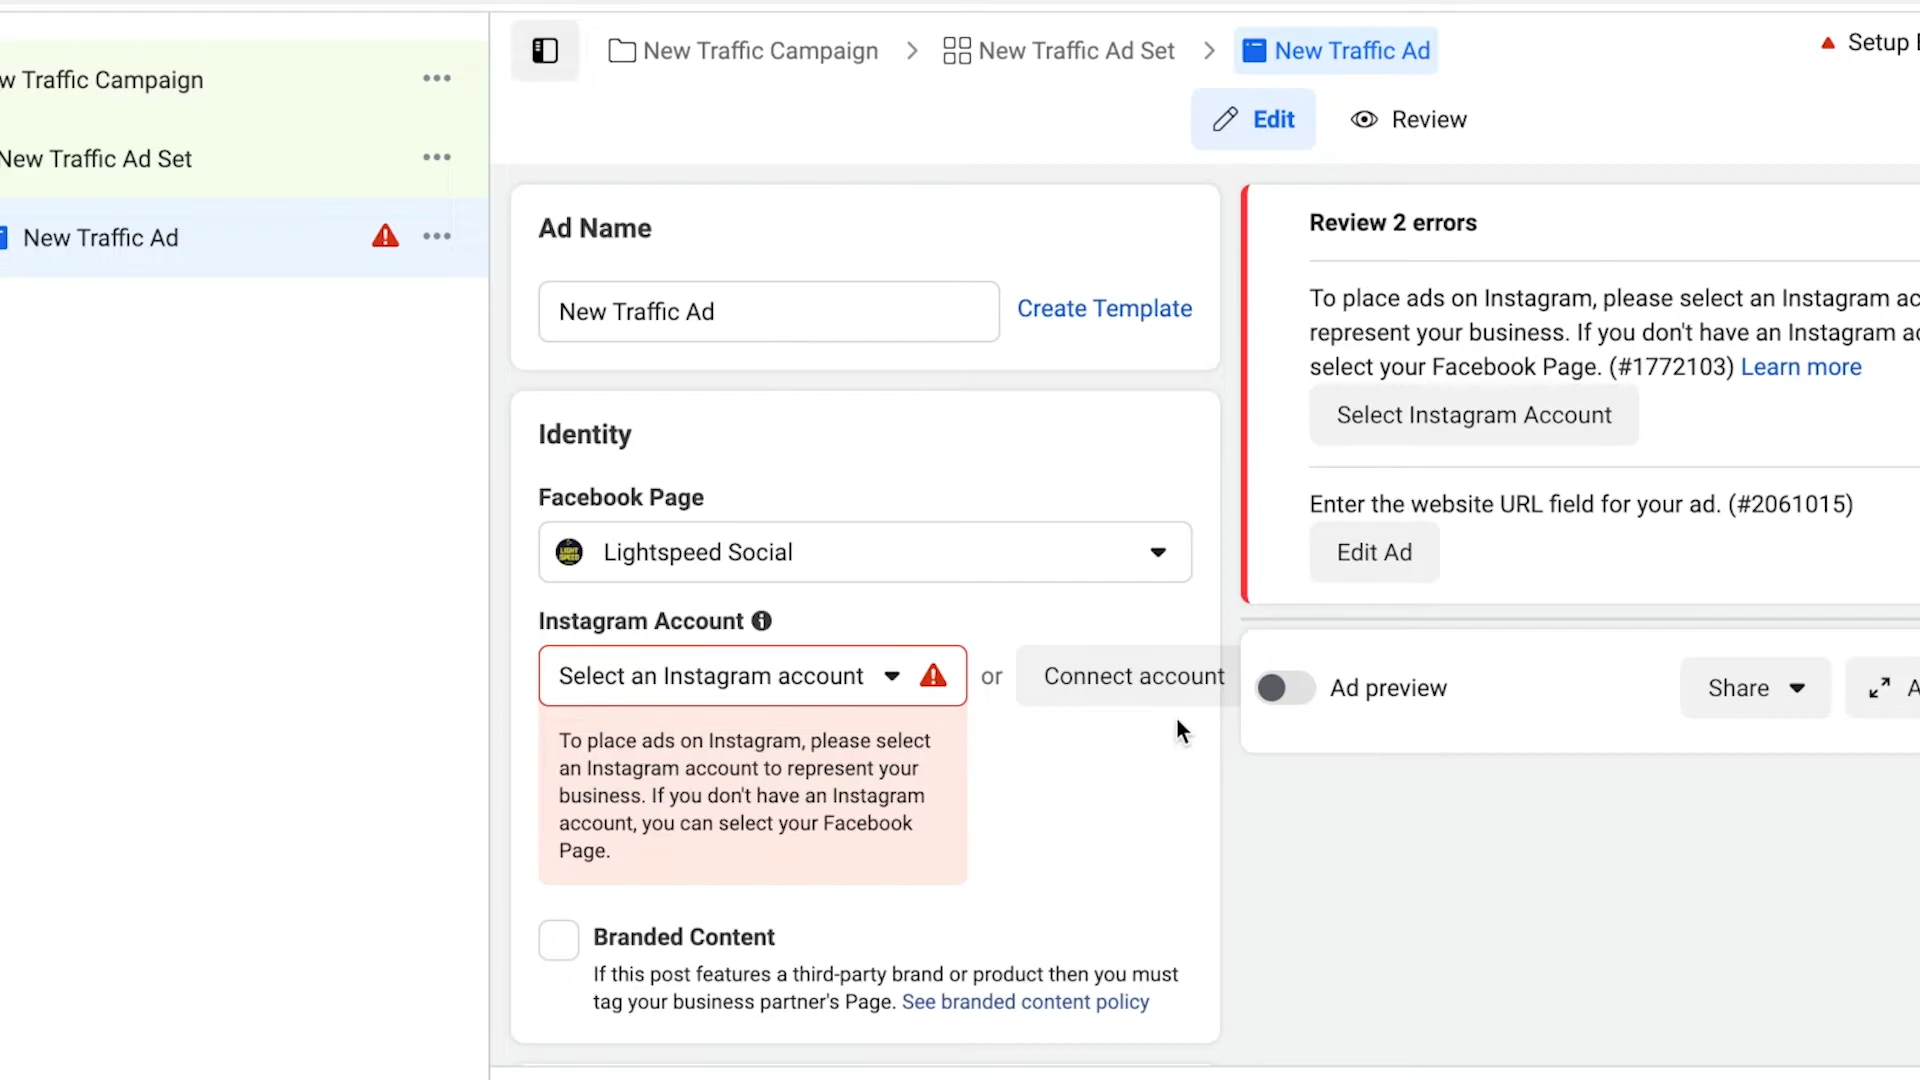 w Traffic Campaign
New Traffic Ad Set
New Traffic Ad
New Traffic Campaign > New Traffic Ad Set > New Traffic Ad
Setup
Edit
Review
Ad Name
New Traffic Ad
Create Template
Identity
Facebook Page
LIGHT
SPEED
Lightspeed Social
Instagram Account
Select an Instagram account
or
Connect account
To place ads on Instagram, please select
an Instagram account to represent your
business. If you don't have an Instagram
account, you can select your Facebook
Page.
Branded Content
If this post features a third-party brand or product then you must
tag your business partner's Page. See branded content policy
Review 2 errors
To place ads on Instagram, please select an Instagram ac
represent your business. If you don't have an Instagram ac
select your Facebook Page. (#1772103) Learn more
Select Instagram Account
Enter the website URL field for your ad. (#2061015)
Edit Ad
Ad preview
Share
A